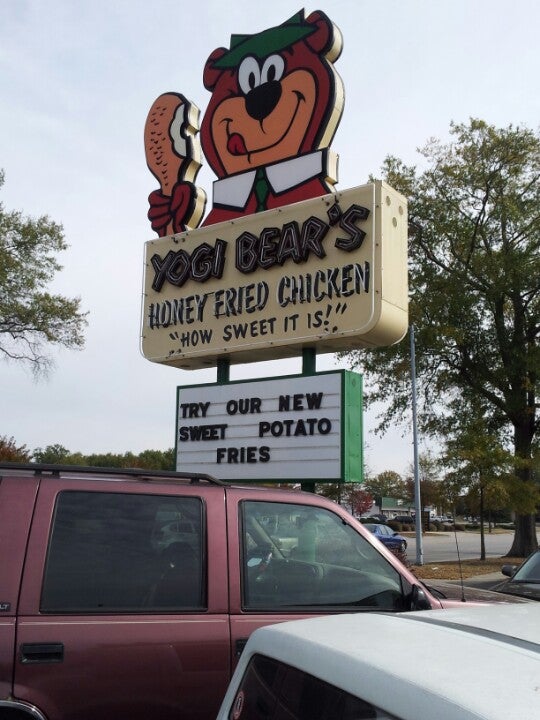 YOGI BEAR'S
HONEY FRIED CHICKEN
"HOW SWEET IT IS!"
TRY OUR NEW
SWEET POTATO
FRIES